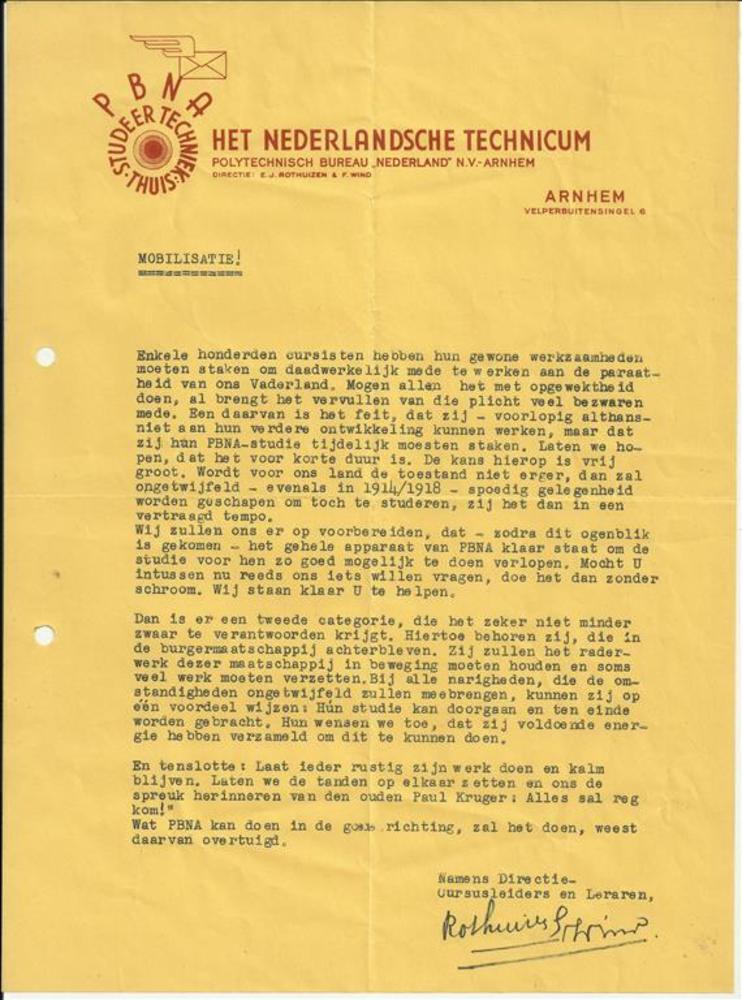 PBNA
STUDEER TECHNIEK THUIS
HET NEDERLANDSCHE TECHNICUM
POLYTECHNISCH BUREAU „NEDERLAND" N.V.-ARNHEM
DIRECTIE: E.J. ROTHUIZEN & F. WIND
ARNHEM
VELPERBUITENSINGEL 6
MOBILISATIE!
Enkele honderden cursisten hebben hun gewone werkzaamheden
moeten staken om daadwerkelijk mede te werken aan de paraat-
heid van ons Vaderland. Mogen allen het met opgewektheid
doen, al brengt het vervullen van die plicht veel bezwaren
mede. Een daarvan is het feit, dat zij - voorlopig althans-
niet aan hun verdere ontwikkeling kunnen werken, maar dat
zij hún PBNA-studie tijdelijk moesten staken. Laten we ho-
pen, dat het voor korte duur is. De kans hierop is vrij
groot. Wordt voor ons land de toestand niet erger, dan zal
ongetwijfeld - evenals in 1914/1918 - spoedig gelegenheid
worden geschapen om toch te studeren, zij het dan in een
vertraagd tempo.
Wij zullen ons er op voorbereiden, dat - zodra dit ogenblik
is gekomen - het gehele apparaat van PBNA klaar staat om de
studie voor hen zo goed mogelijk te doen verlopen. Mocht U
intussen nu reeds ons iets willen vragen, doe het dan zonder
schroom. Wij staan klaar U te helpen.
Dan is er een tweede categorie, die het zeker niet minder
zwaar te verantwoorden krijgt. Hiertoe behoren zij, die in
de burgermaatschappij achterbleven. Zij zullen het rader-
werk dezer maatschappij in beweging moeten houden en soms
veel werk moeten verzetten. Bij alle narigheden, die de om-
standigheden ongetwijfeld zullen meebrengen, kunnen zij op
één voordeel wijzen: Hún studie kan doorgaan en ten einde
worden gebracht. Hun wensen we toe, dat zij voldoende ener-
gie hebben verzameld om dit te kunnen doen.
En tenslotte: Laat ieder rustig zijn werk doen en kalm
blijven. Laten we de tanden op elkaar zetten en ons de
spreuk herinneren van den ouden Paul Kruger: Alles sal reg
kom!"
Wat PBNA kan doen in de goede richting, zal het doen, weest
daarvan overtuigd.
Namens Directie-
Cursusleiders en Leraren,
Rothuizen & Wind.